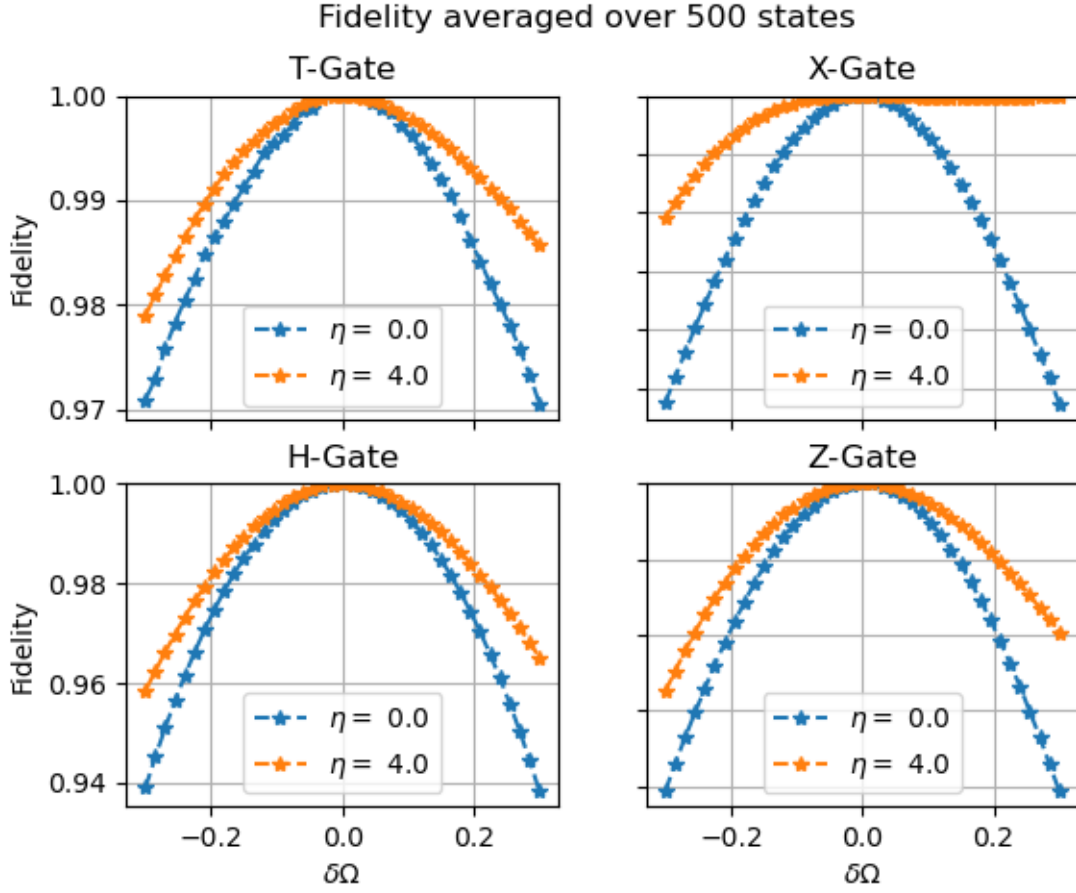 Fidelity averaged over 500 states
T-Gate
X-Gate
1.00
0.99
0.98
0.97
Fidelity
η = 0.0
η = 4.0
η = 0.0
η = 4.0
H-Gate
Z-Gate
1.00
0.98
0.96
0.94
Fidelity
η = 0.0
η = 4.0
η = 0.0
η = 4.0
−0.2 0.0 0.2
−0.2 0.0 0.2
δΩ
δΩ